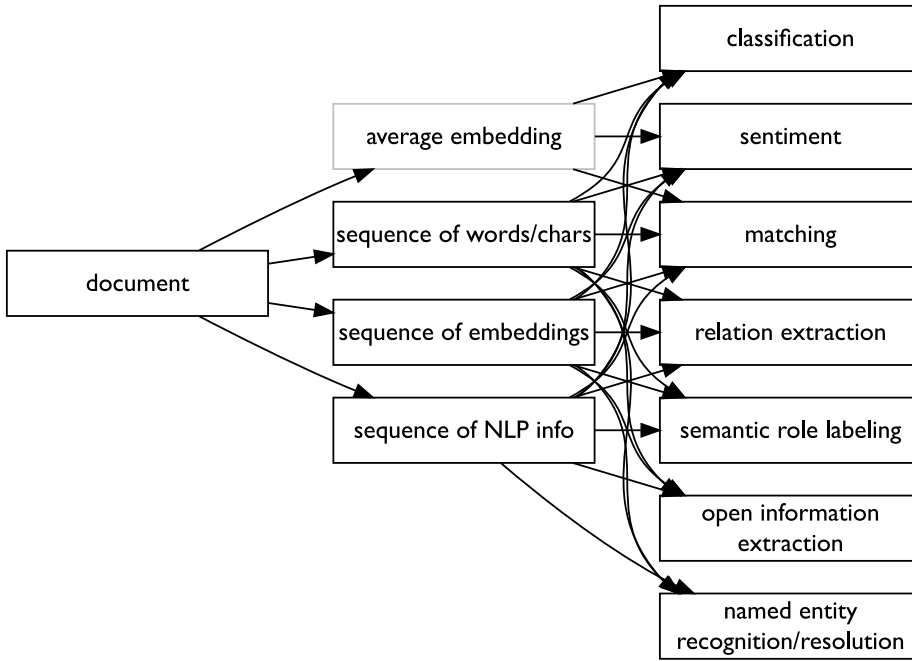 document
average embedding
sequence of words/chars
sequence of embeddings
sequence of NLP info
classification
sentiment
matching
relation extraction
semantic role labeling
open information
extraction
named entity
recognition/resolution